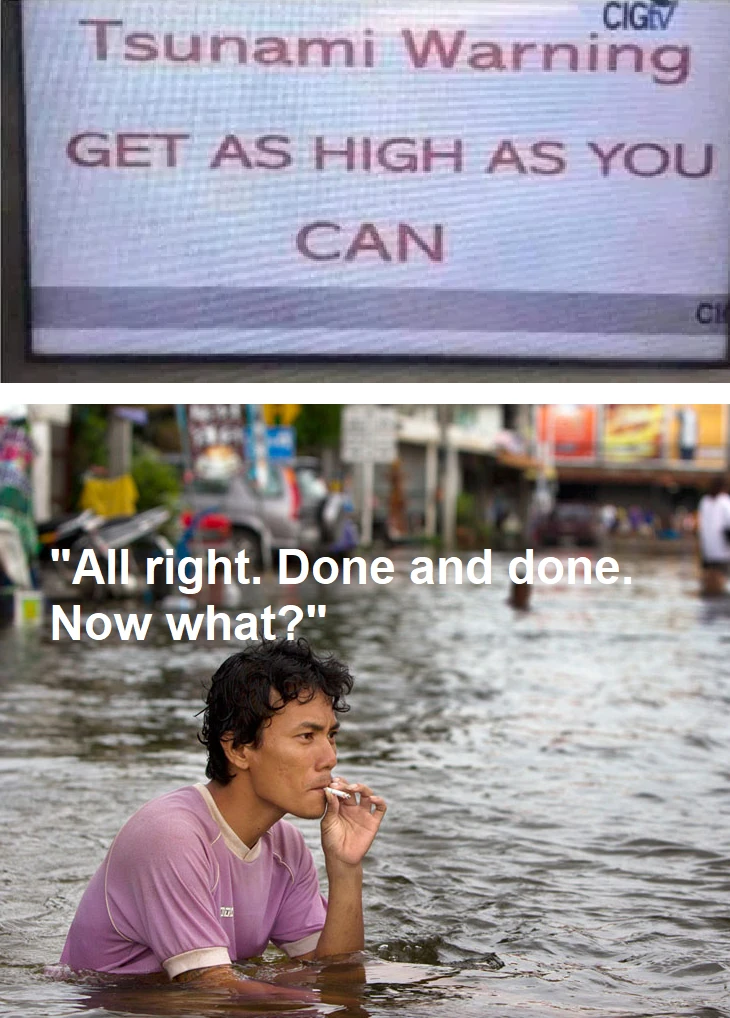 CIGtv
Tsunami Warning
GET AS HIGH AS YOU
CAN
"All right. Done and done.
Now what?"